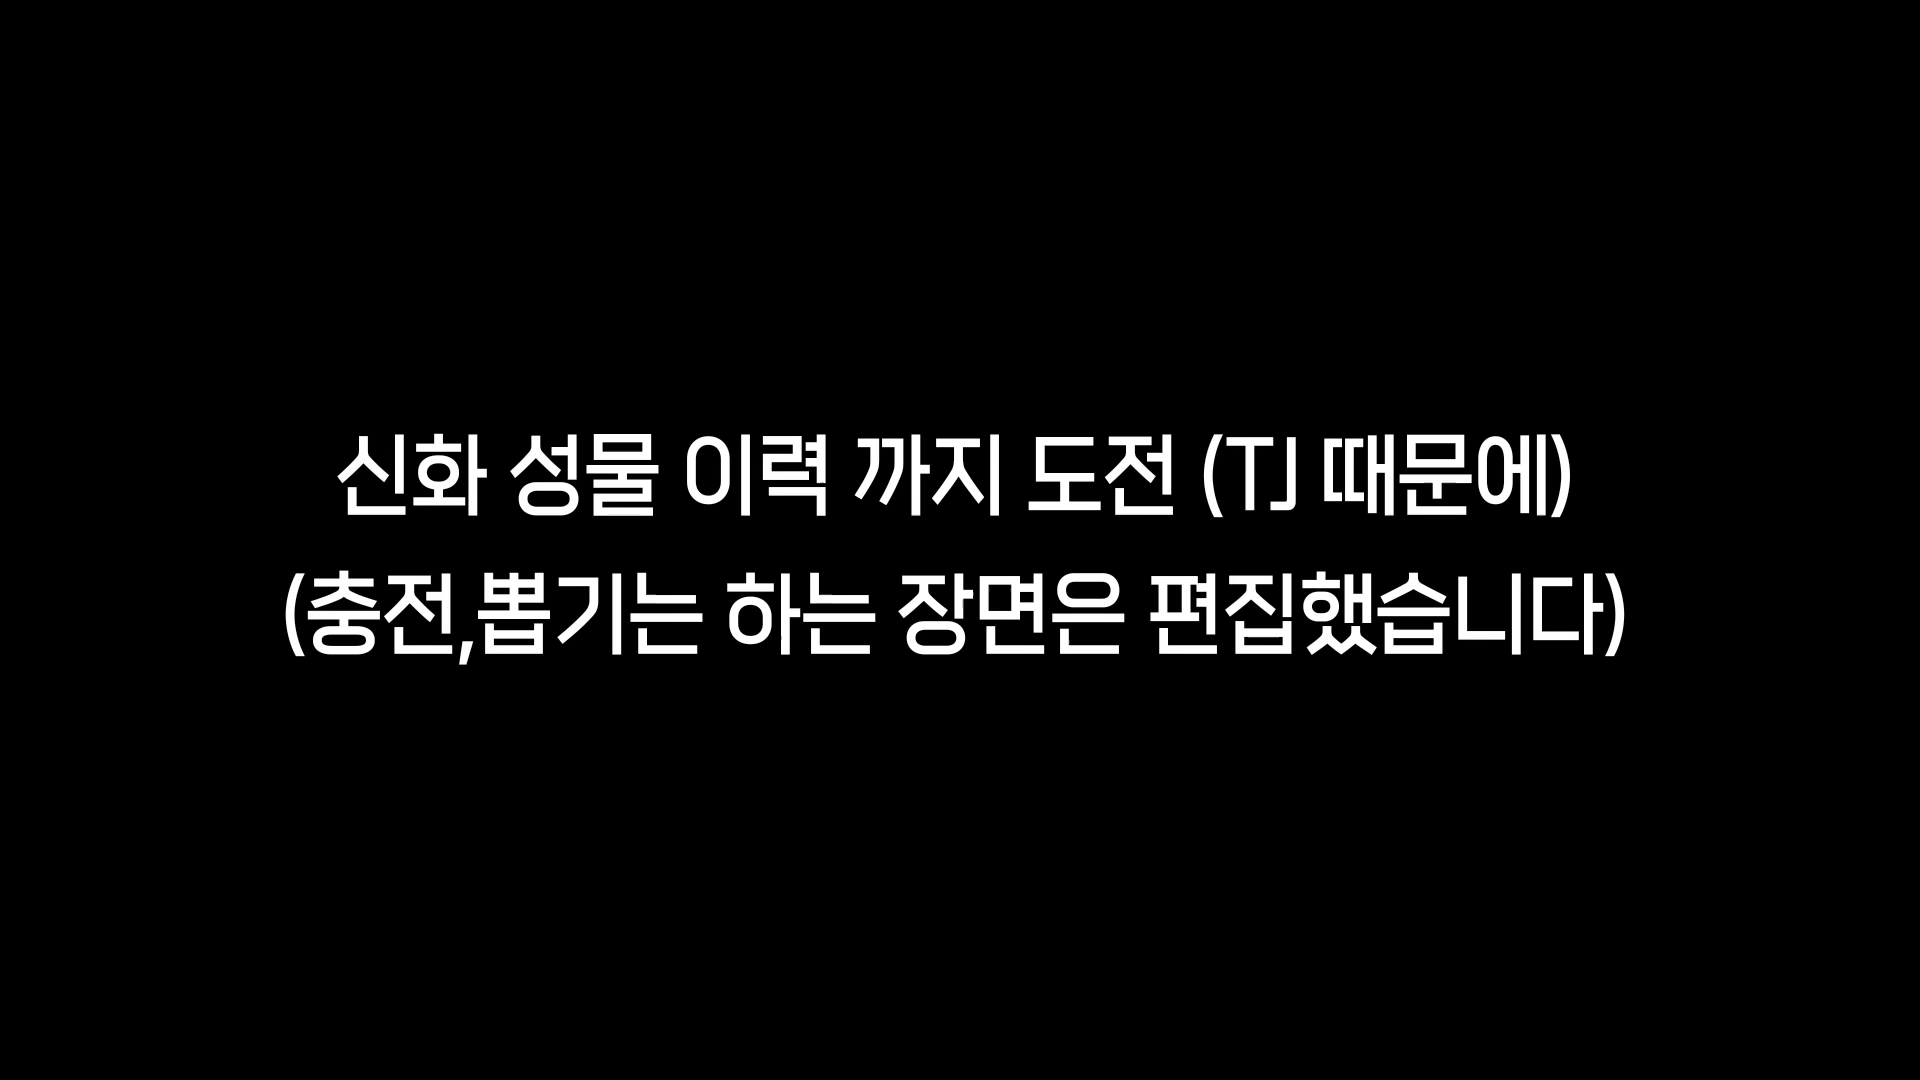 신화 성물 이력 까지 도전 (TJ 때문에)
(충전,뽑기는 하는 장면은 편집했습니다)